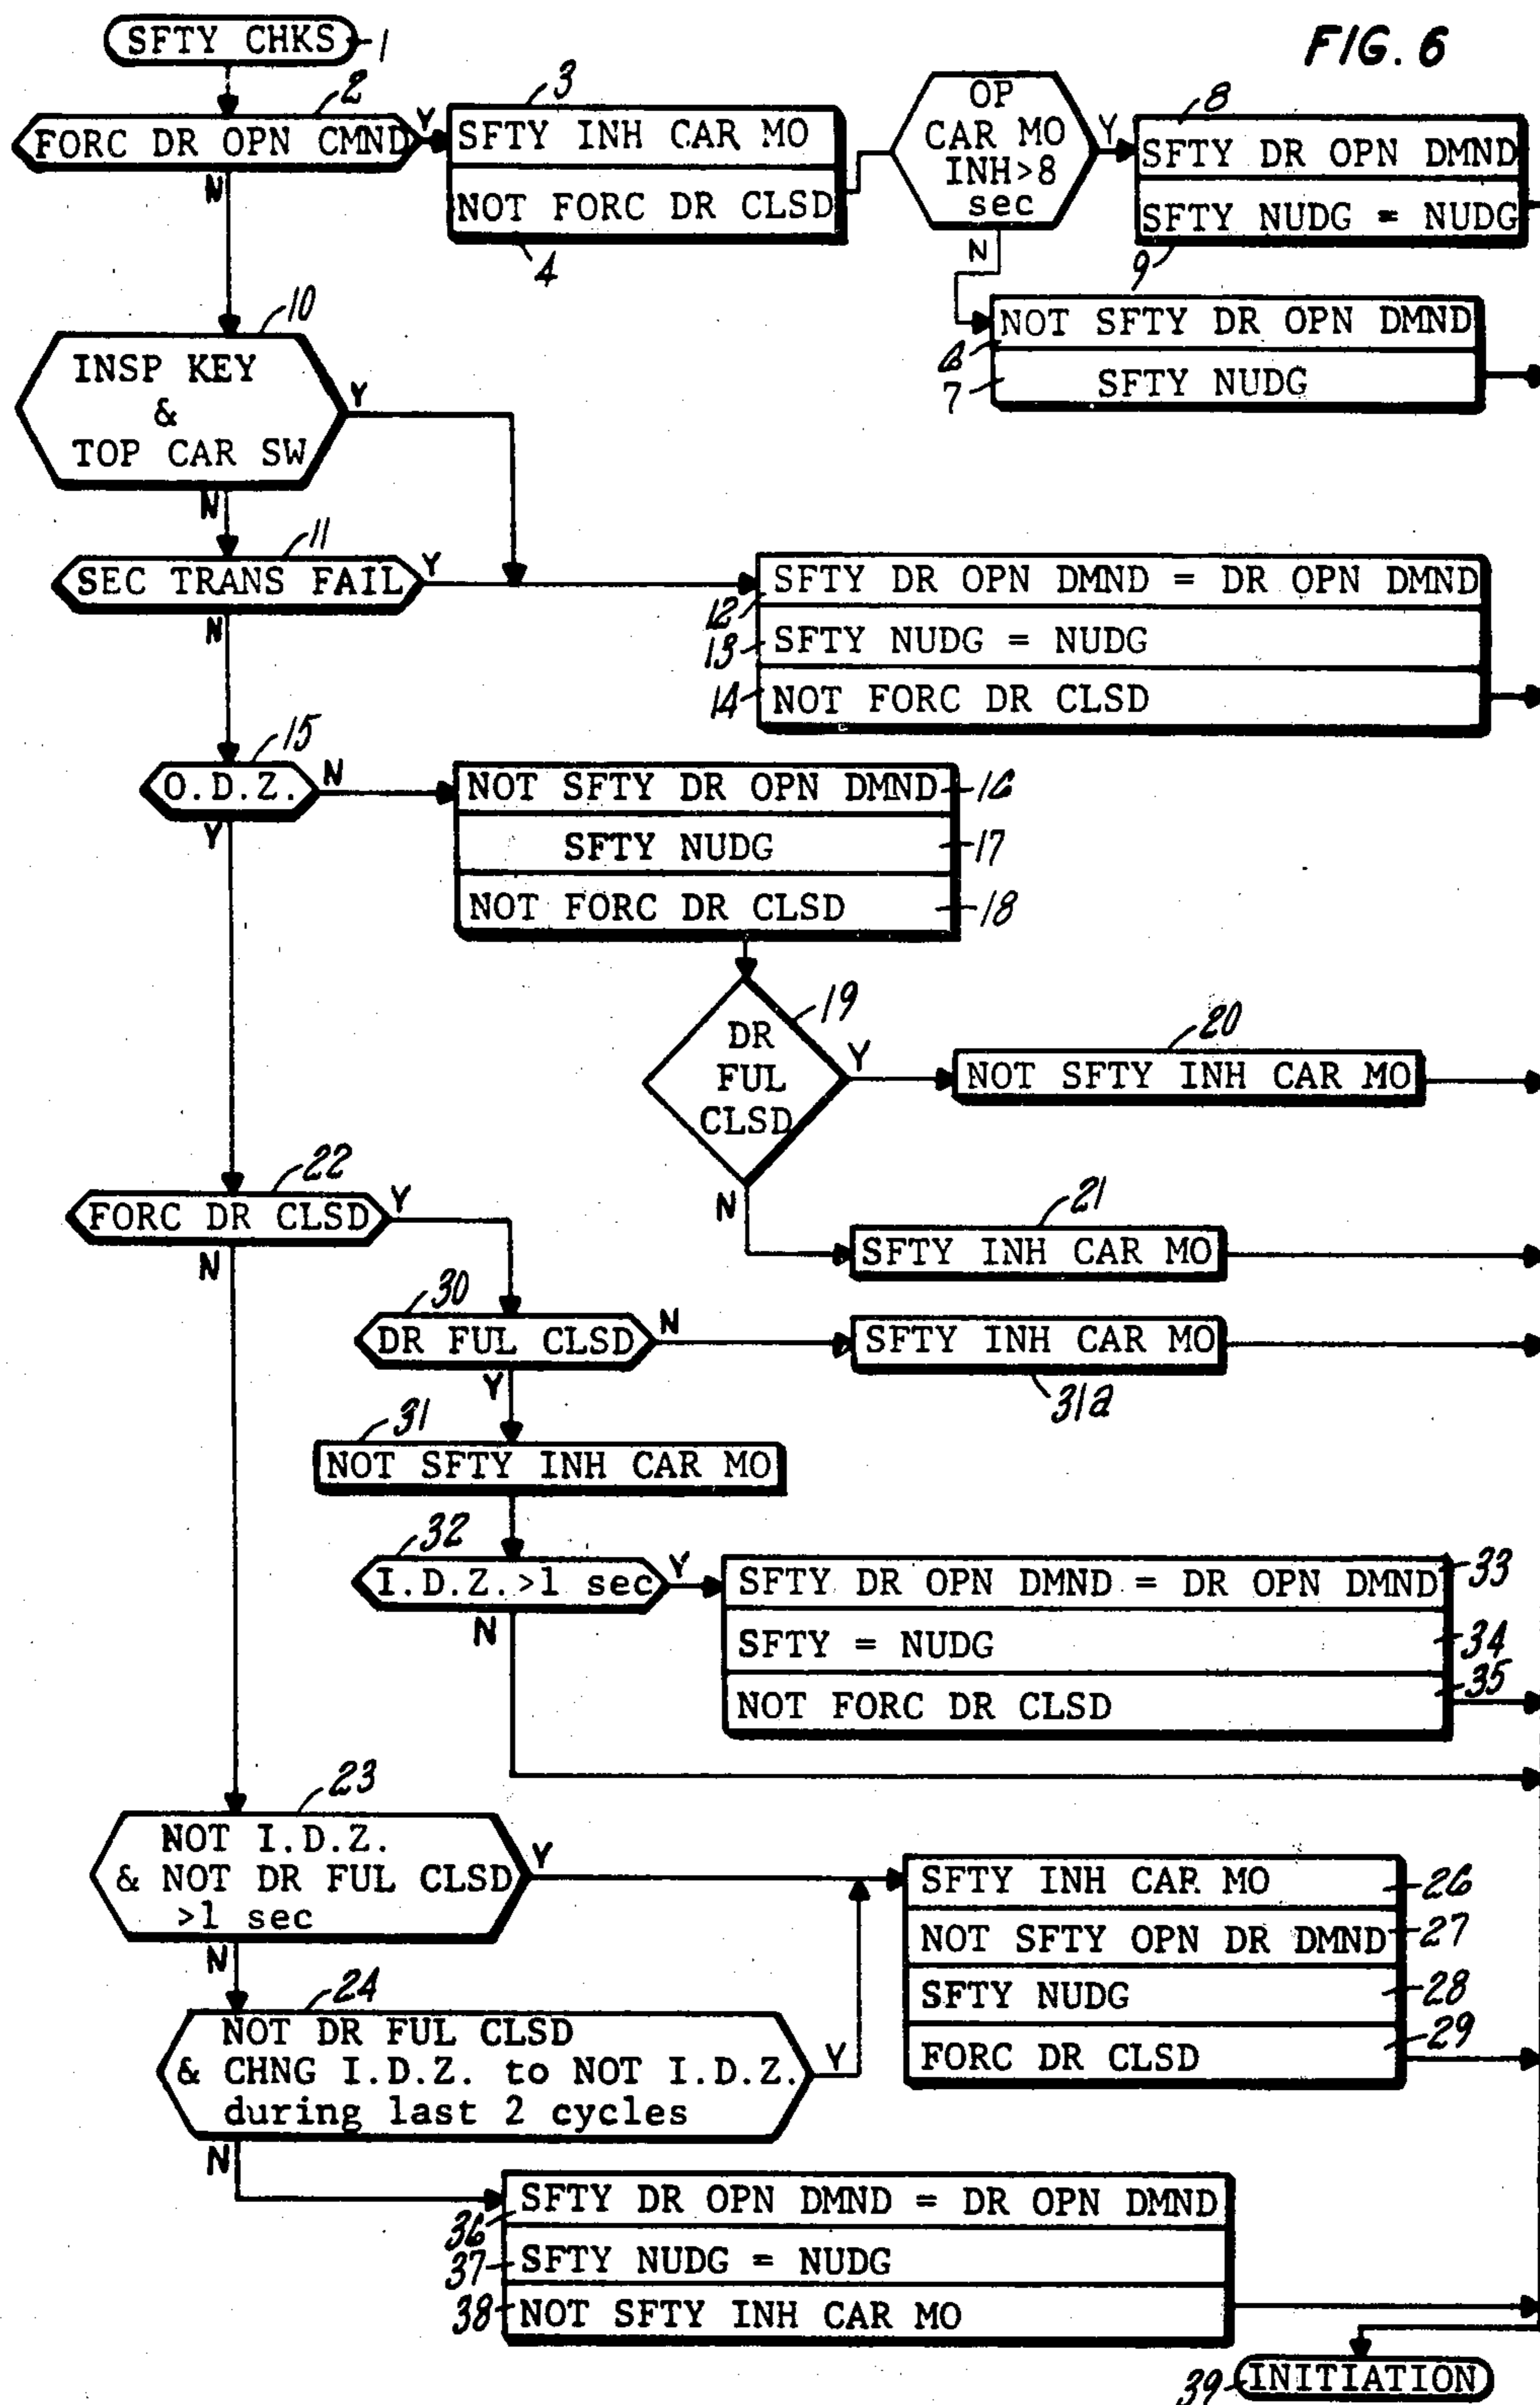 FIG. 6
SFTY CHKS
1
2
FORC DR OPN CMND
Y
N
3
SFTY INH CAR MO
NOT FORC DR CLSD
4
OP
CAR MO
INH>8
sec
Y
N
8
SFTY DR OPN DMND
SFTY NUDG = NUDG
9
NOT SFTY DR OPN DMND
6
7
SFTY NUDG
10
INSP KEY
&
TOP CAR SW
Y
N
11
SEC TRANS FAIL
Y
N
SFTY DR OPN DMND = DR OPN DMND
12
13
SFTY NUDG = NUDG
14
NOT FORC DR CLSD
15
O.D.Z.
N
Y
NOT SFTY DR OPN DMND
16
SFTY NUDG
17
NOT FORC DR CLSD
18
19
DR
FUL
CLSD
Y
N
20
NOT SFTY INH CAR MO
21
SFTY INH CAR MO
22
FORC DR CLSD
Y
N
30
DR FUL CLSD
N
Y
SFTY INH CAR MO
31a
31
NOT SFTY INH CAR MO
32
I.D.Z.>1 sec
Y
N
SFTY DR OPN DMND = DR OPN DMND
33
SFTY = NUDG
34
NOT FORC DR CLSD
35
23
NOT I.D.Z.
& NOT DR FUL CLSD
>1 sec
Y
N
24
NOT DR FUL CLSD
& CHNG I.D.Z. to NOT I.D.Z.
during last 2 cycles
Y
N
SFTY INH CAR MO
26
NOT SFTY OPN DR DMND
27
SFTY NUDG
28
FORC DR CLSD
29
SFTY DR OPN DMND = DR OPN DMND
36
37
SFTY NUDG = NUDG
38
NOT SFTY INH CAR MO
39
INITIATION